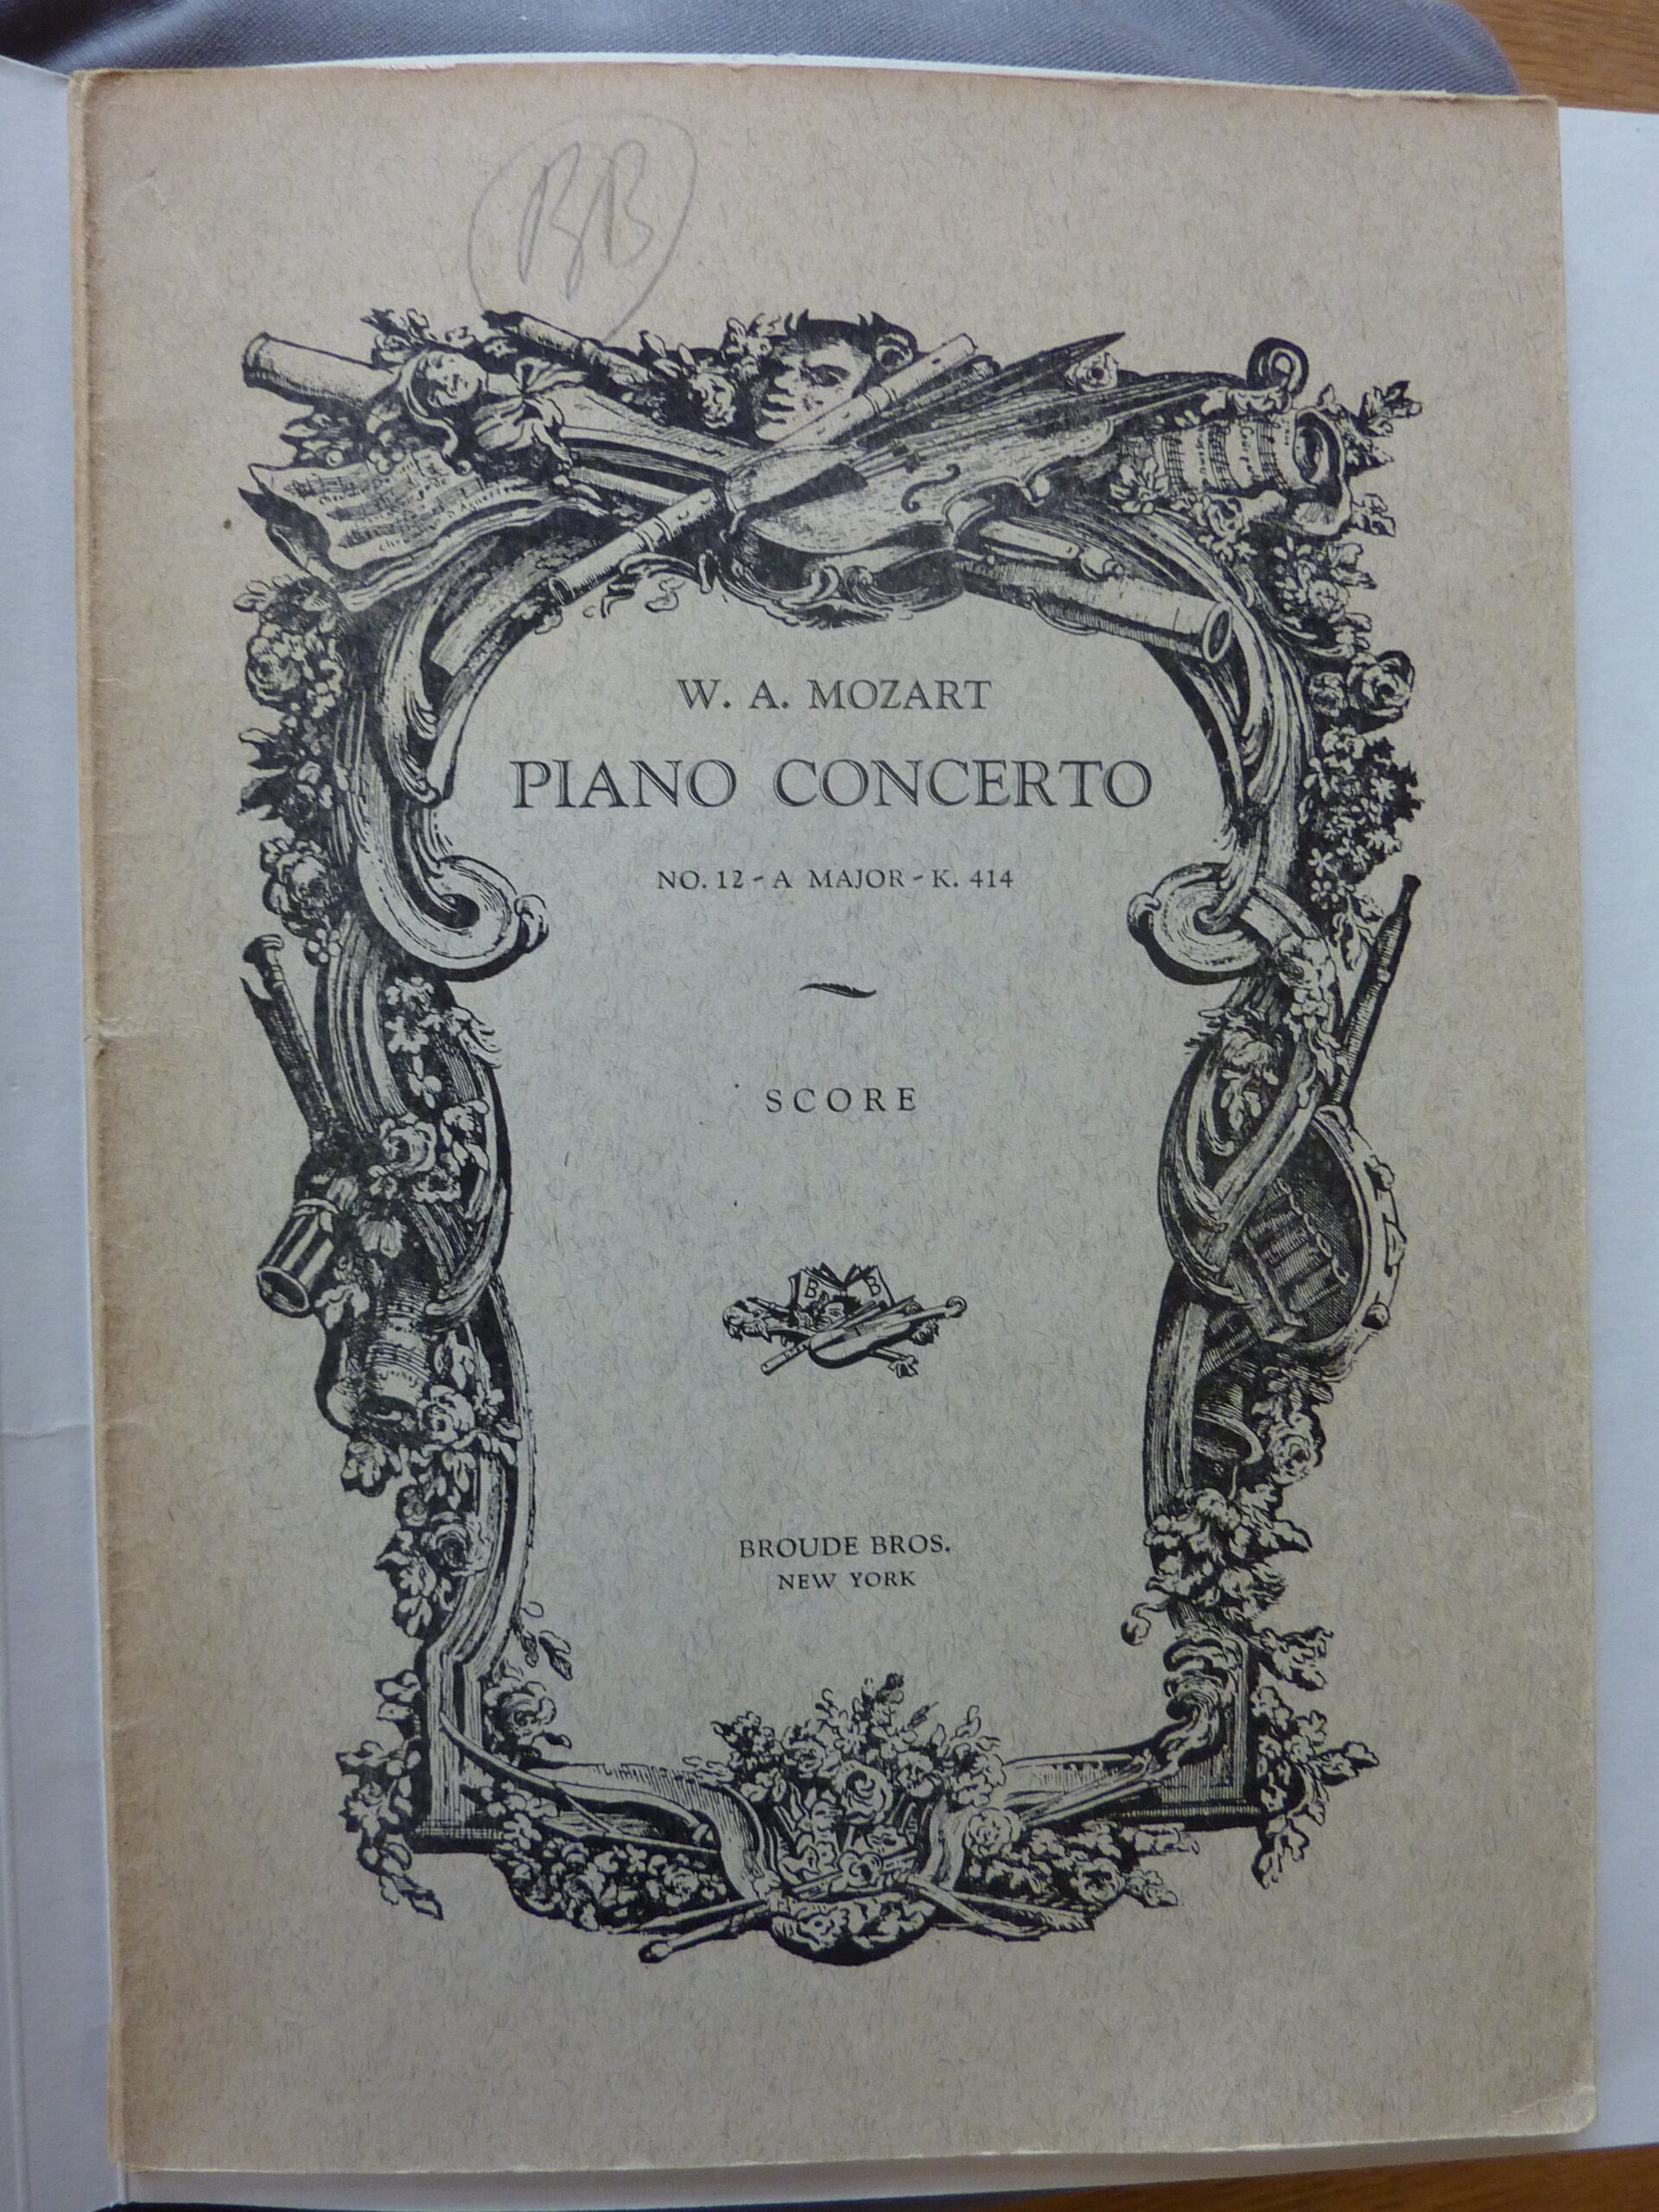 BB
W. A. MOZART
PIANO CONCERTO
NO. 12 - A MAJOR - K. 414
SCORE
B B
BROUDE BROS.
NEW YORK